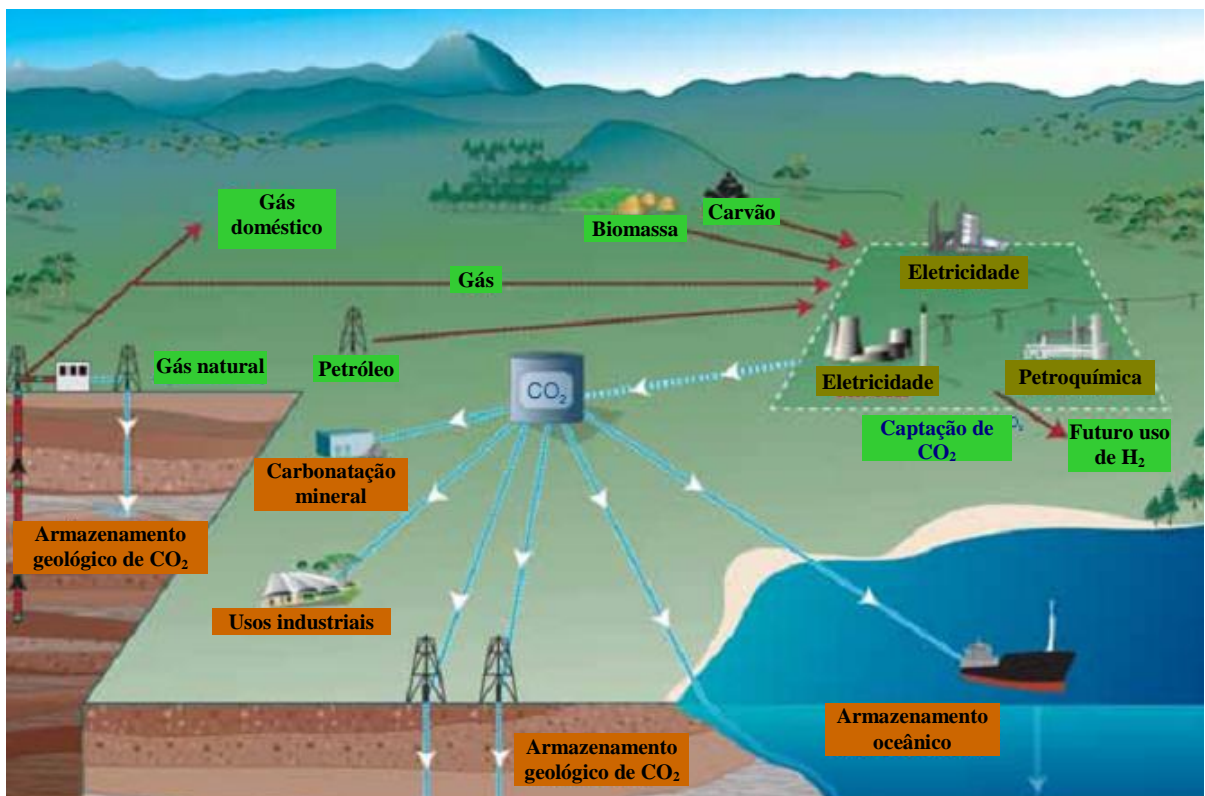 Gás
doméstico
Carvão
Biomassa
Eletricidade
Gás
Gás natural
Petróleo
CO₂
Eletricidade
Petroquímica
Captação de
CO₂
Futuro uso
de H₂
Carbonatação
mineral
Armazenamento
geológico de CO₂
Usos industriais
Armazenamento
oceânico
Armazenamento
geológico de CO₂